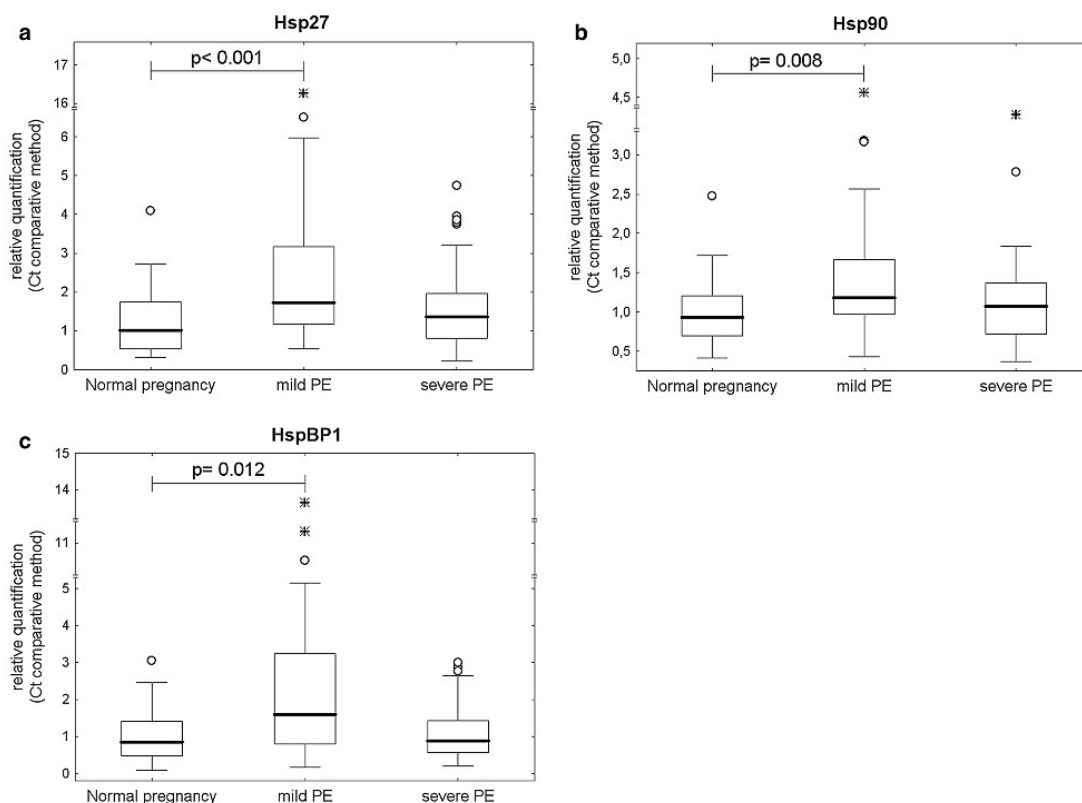 a
Hsp27
17
16
6
5
4
3
2
1
0
relative quantification
(Ct comparative method)
p< 0.001
Normal pregnancy
mild PE
severe PE
b
Hsp90
5,0
4,5
3,0
2,5
2,0
1,5
1,0
0,5
relative quantification
(Ct comparative method)
p= 0.008
Normal pregnancy
mild PE
severe PE
c
HspBP1
15
14
11
5
4
3
2
1
0
relative quantification
(Ct comparative method)
p= 0.012
Normal pregnancy
mild PE
severe PE